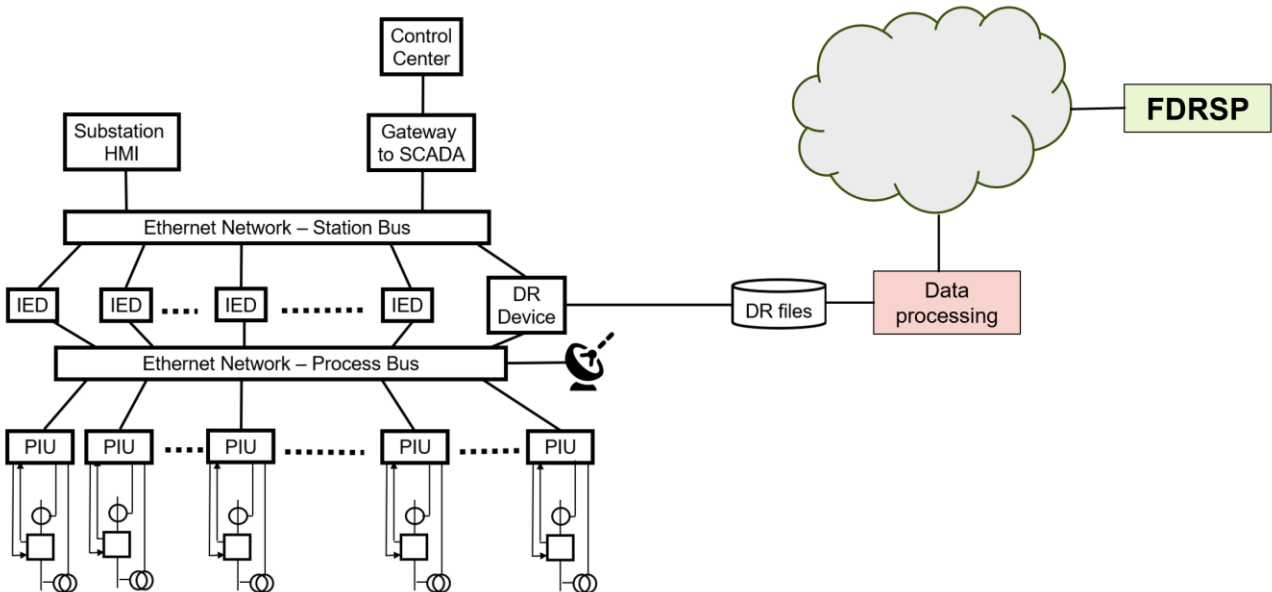 Control
Center
FDRSP
Substation
HMI
Gateway
to SCADA
Ethernet Network – Station Bus
IED
IED
IED
IED
DR
Device
DR files
Data
processing
Ethernet Network – Process Bus
PIU
PIU
PIU
PIU
PIU